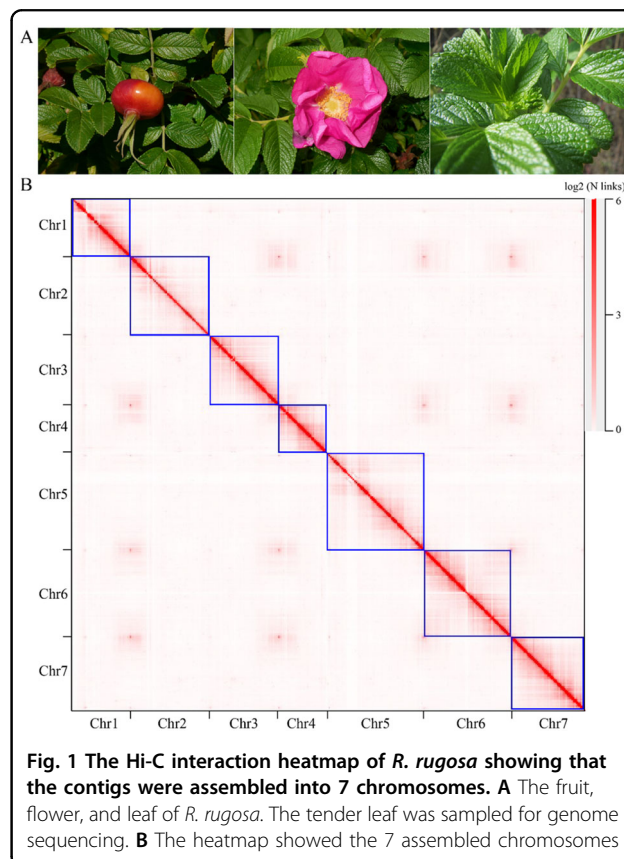 A
B
log2 (N links)
6
3
0
Chr1
Chr2
Chr3
Chr4
Chr5
Chr6
Chr7
Chr1 Chr2 Chr3 Chr4 Chr5 Chr6 Chr7
Fig. 1 The Hi-C interaction heatmap of R. rugosa showing that
the contigs were assembled into 7 chromosomes. A The fruit,
flower, and leaf of R. rugosa. The tender leaf was sampled for genome
sequencing. B The heatmap showed the 7 assembled chromosomes